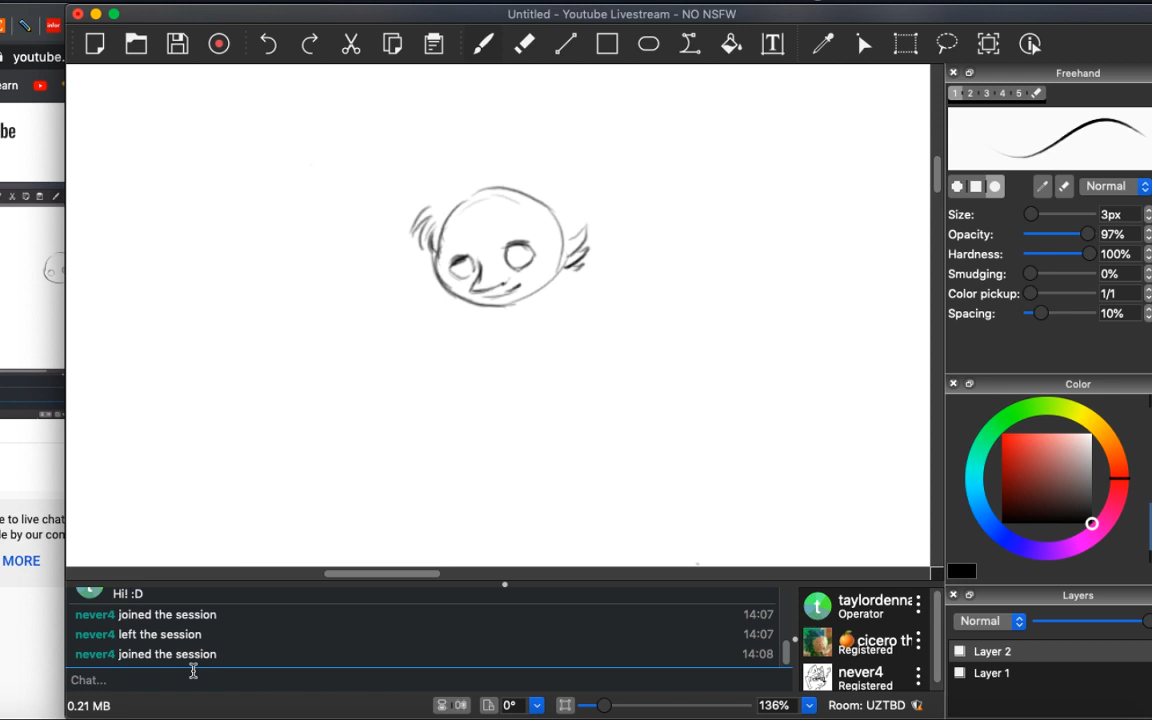 Untitled - Youtube Livestream - NO NSFW
youtube.
earn
be
Freehand
1 2 3 4 5
Normal
Size: 3px
Opacity: 97%
Hardness: 100%
Smudging: 0%
Color pickup: 1/1
Spacing: 10%
Color
e to live chat
le by our con
MORE
Hi! :D
never4 joined the session 14:07
never4 left the session 14:07
never4 joined the session 14:08
Chat...
taylordenna
Operator
cicero th
Registered
never4
Registered
Layers
Normal
Layer 2
Layer 1
0.21 MB
0°
136%
Room: UZTBD